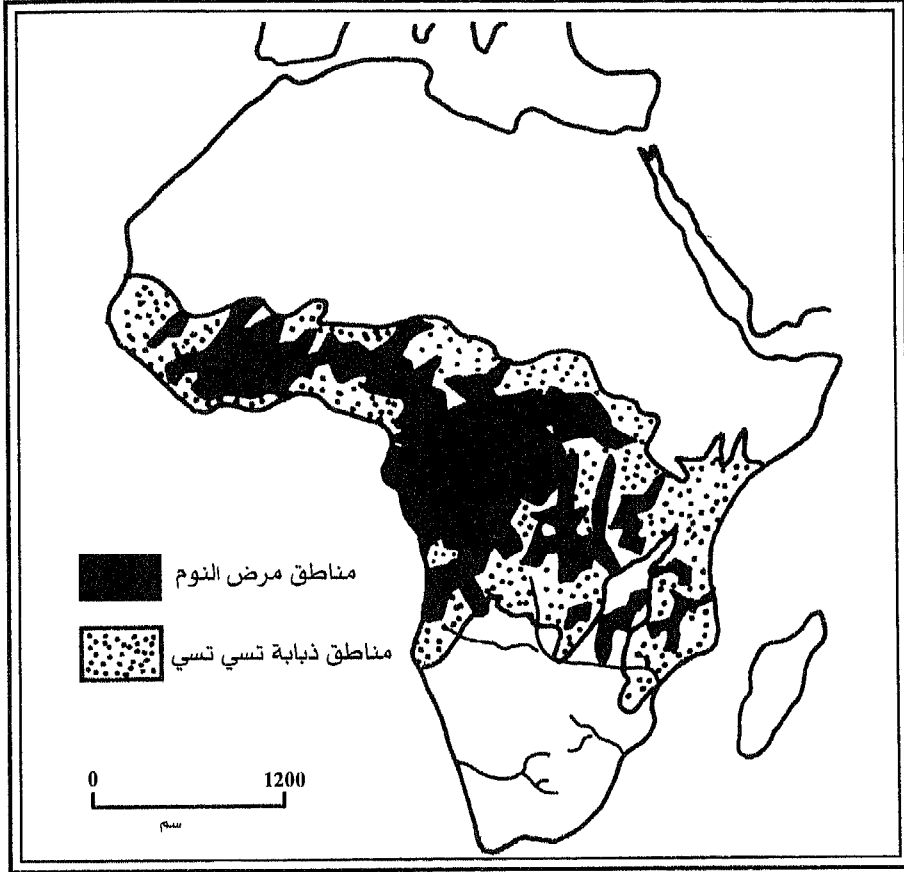 مناطق مرض النوم
مناطق ذبابة تسي تسي
0 1200
سم